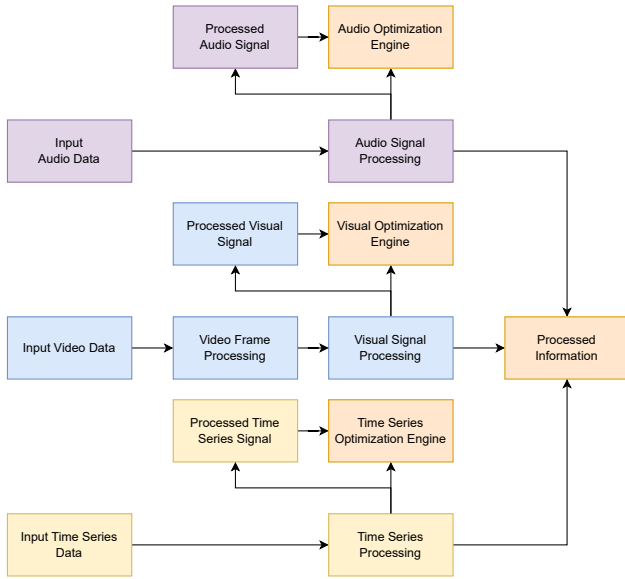 Processed
Audio Signal
Audio Optimization
Engine
Input
Audio Data
Audio Signal
Processing
Processed Visual
Signal
Visual Optimization
Engine
Input Video Data
Video Frame
Processing
Visual Signal
Processing
Processed
Information
Processed Time
Series Signal
Time Series
Optimization Engine
Input Time Series
Data
Time Series
Processing